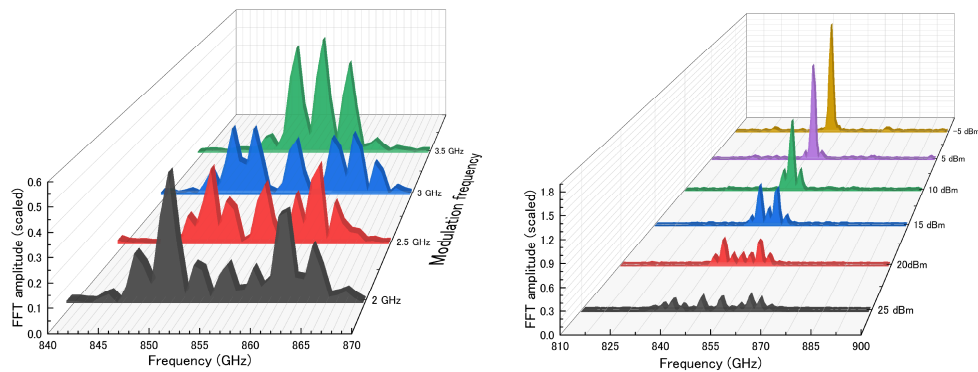 FFT amplitude (scaled)
0.6
0.5
0.4
0.3
0.2
0.1
0.0
840
845
850
855
860
865
870
Frequency (GHz)
2 GHz
2.5 GHz
3 GHz
3.5 GHz
Modulation frequency
FFT amplitude (scaled)
1.8
1.5
1.2
0.9
0.6
0.3
0.0
810
825
840
855
870
885
900
Frequency (GHz)
-5 dBm
5 dBm
10 dBm
15 dBm
20dBm
25 dBm